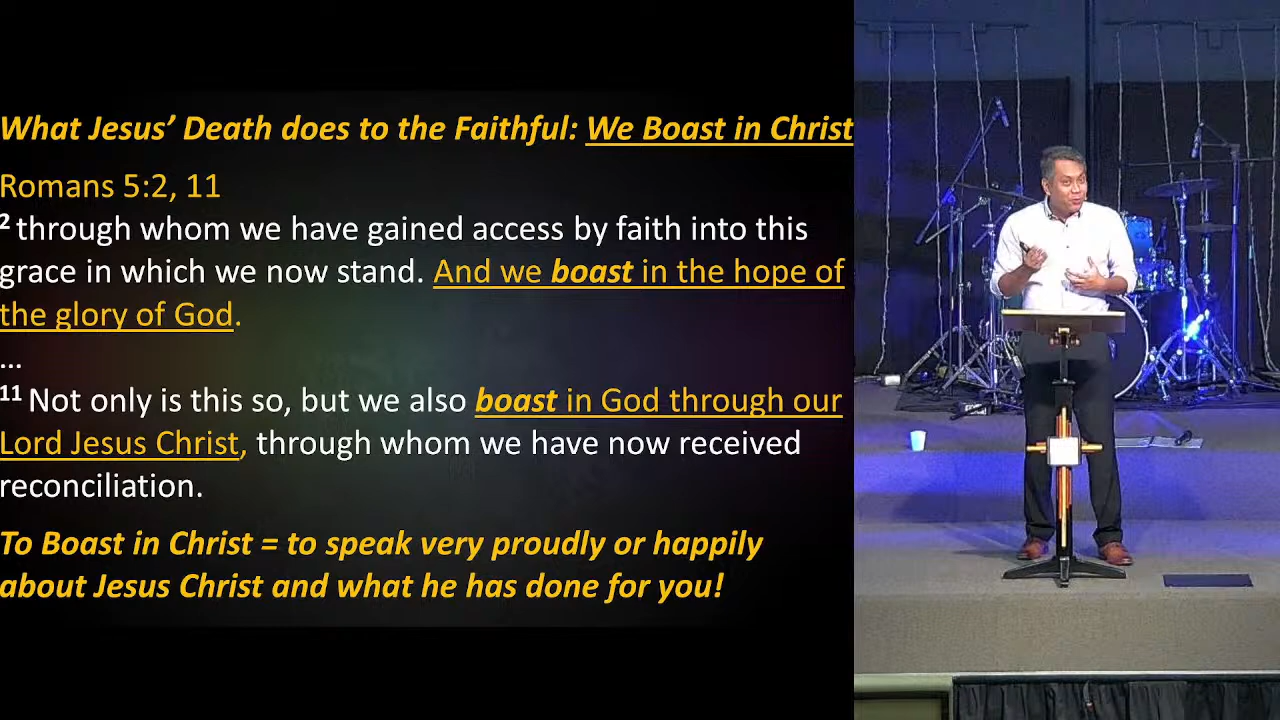 What Jesus’ Death does to the Faithful: We Boast in Christ
Romans 5:2, 11
2 through whom we have gained access by faith into this
grace in which we now stand. And we boast in the hope of
the glory of God.
...
11 Not only is this so, but we also boast in God through our
Lord Jesus Christ, through whom we have now received
reconciliation.
To Boast in Christ = to speak very proudly or happily
about Jesus Christ and what he has done for you!